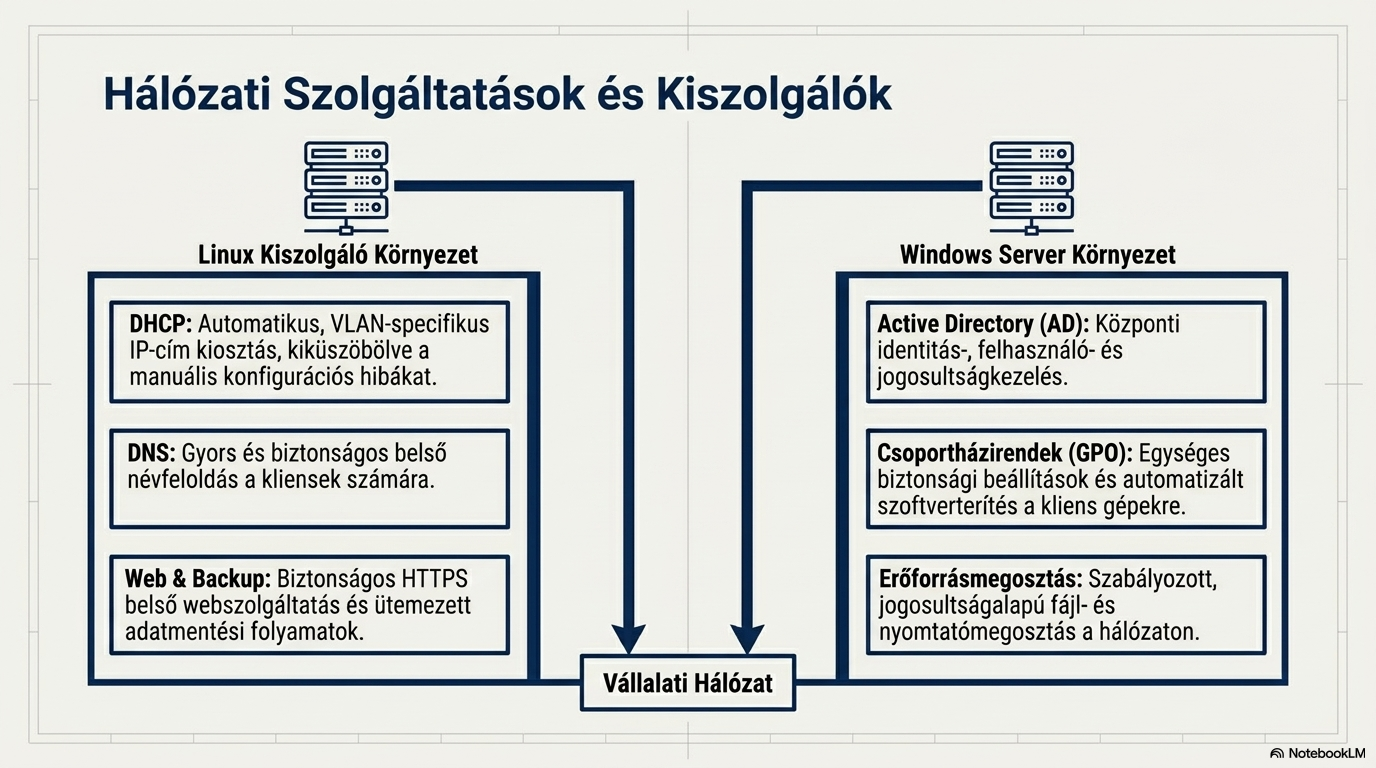 Hálózati Szolgáltatások és Kiszolgálók
Linux Kiszolgáló Környezet
DHCP: Automatikus, VLAN-specifikus
IP-cím kiosztás, kiküszöbölve a
manuális konfigurációs hibákat.
DNS: Gyors és biztonságos belső
névfeloldás a kliensek számára.
Web & Backup: Biztonságos HTTPS
belső webszolgáltatás és ütemezett
adatmentési folyamatok.
Windows Server Környezet
Active Directory (AD): Központi
identitás-, felhasználó- és
jogosultságkezelés.
Csoportházirendek (GPO): Egységes
biztonsági beállítások és automatizált
szoftverterítés a kliens gépekre.
Erőforrásmegosztás: Szabályozott,
jogosultságalapú fájl- és
nyomtatómegosztás a hálózaton.
Vállalati Hálózat
NotebookLM